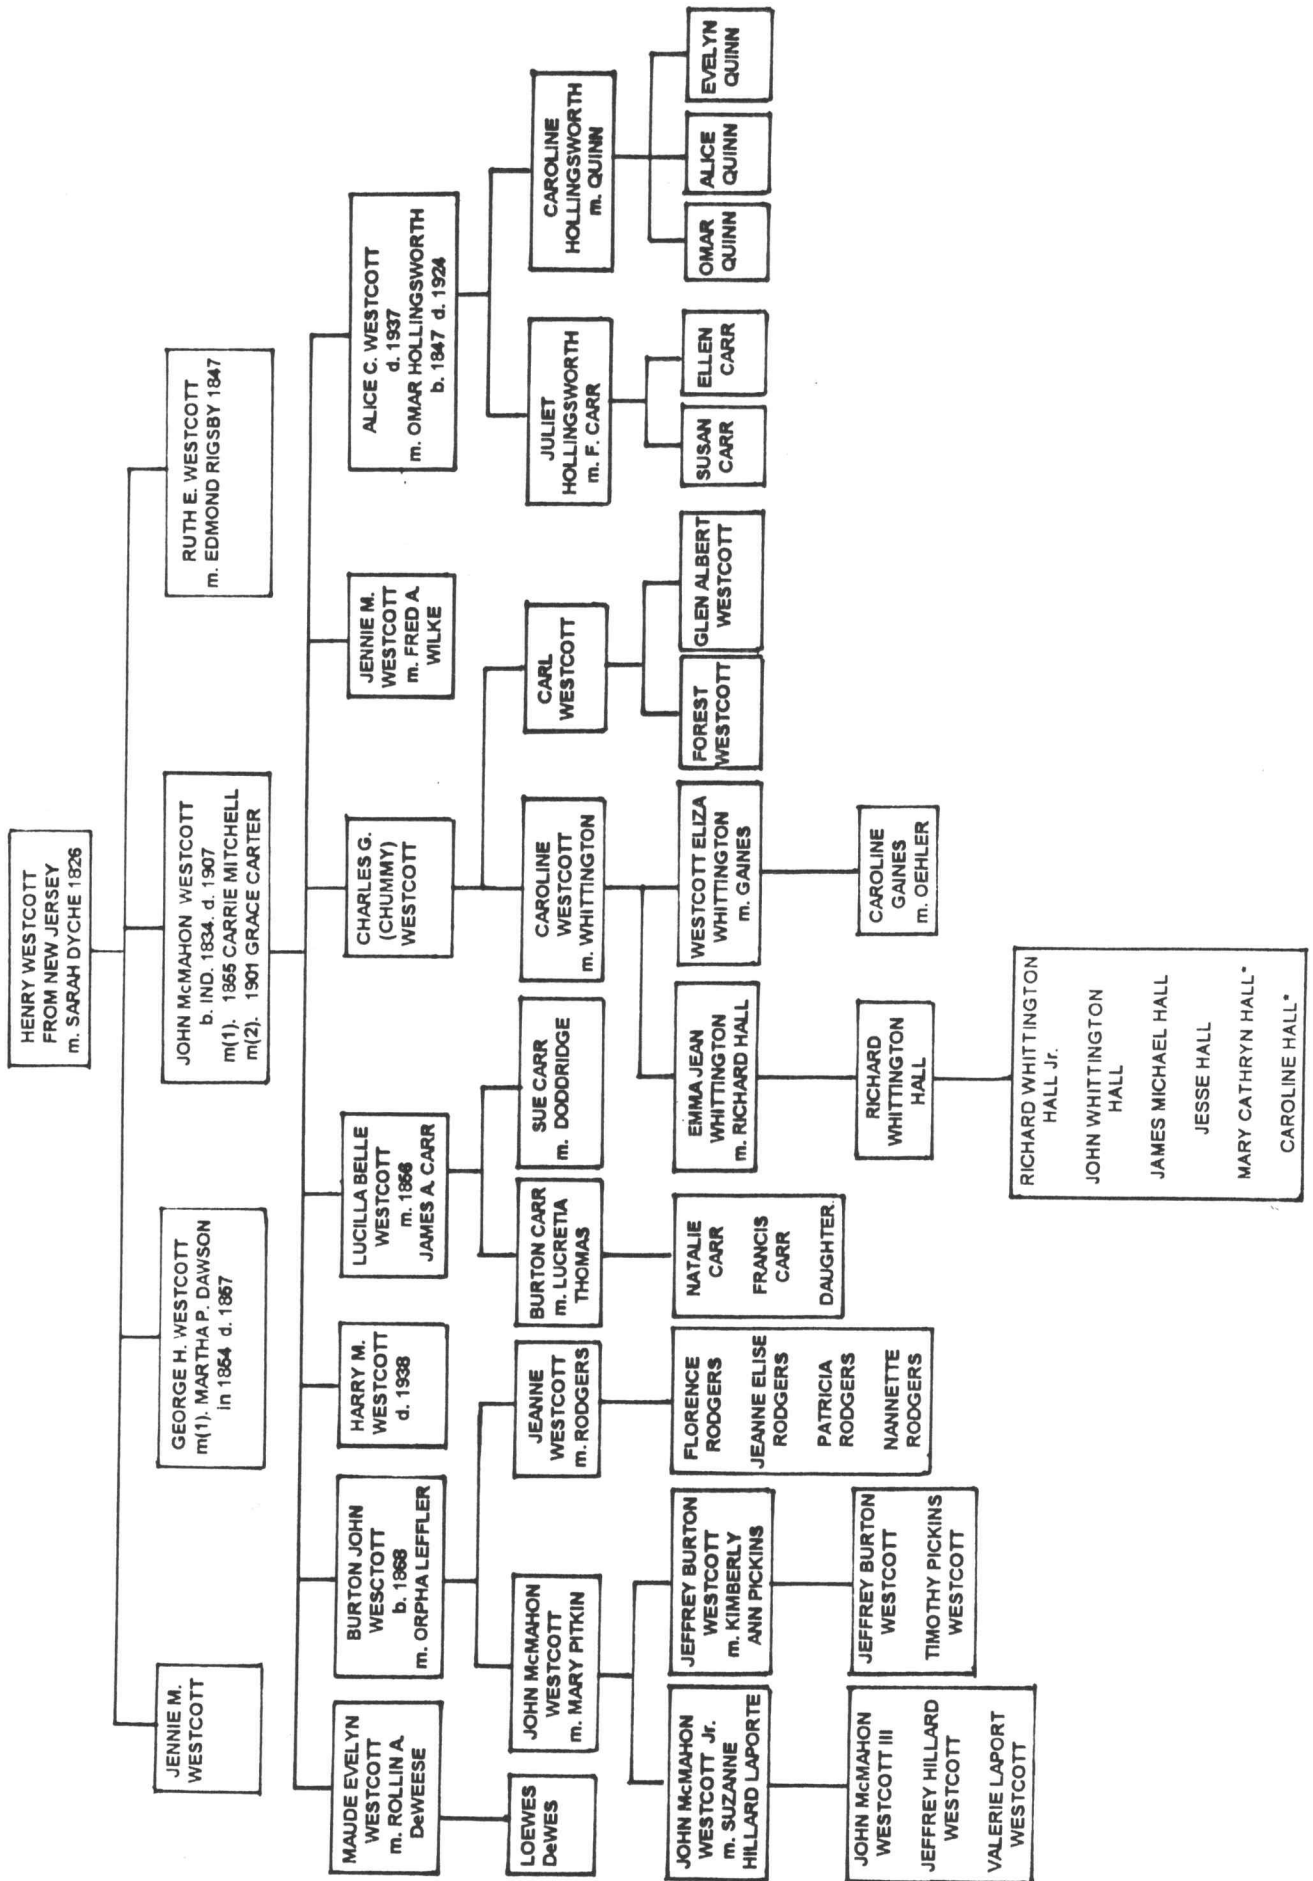 HENRY WESTCOTT
FROM NEW JERSEY
m. SARAH DYCHE 1826
JENNIE M.
WESTCOTT
GEORGE H. WESTCOTT
m(1). MARTHA P. DAWSON
in 1854 d. 1857
JOHN McMAHON WESTCOTT
b. IND. 1834. d. 1907
m(1). 1855 CARRIE MITCHELL
m(2). 1901 GRACE CARTER
RUTH E. WESTCOTT
m. EDMOND RIGSBY 1847
MAUDE EVELYN
WESTCOTT
m. ROLLIN A.
DeWEESE
BURTON JOHN
WESCTOTT
b. 1868
m. ORPHA LEFFLER
HARRY M.
WESTCOTT
d. 1938
LUCILLA BELLE
WESTCOTT
m. 1856
JAMES A. CARR
CHARLES G.
(CHUMMY)
WESTCOTT
JENNIE M.
WESTCOTT
m. FRED A.
WILKE
ALICE C. WESTCOTT
d. 1937
m. OMAR HOLLINGSWORTH
b. 1847 d. 1924
LOEWES
DeWES
JOHN McMAHON
WESTCOTT
m. MARY PITKIN
JEANNE
WESTCOTT
m. RODGERS
BURTON CARR
m. LUCRETIA
THOMAS
SUE CARR
m. DODDRIDGE
CAROLINE
WESTCOTT
m. WHITTINGTON
CARL
WESTCOTT
JULIET
HOLLINGSWORTH
m. F. CARR
CAROLINE
HOLLINGSWORTH
m. QUINN
JOHN McMAHON
WESTCOTT Jr.
m. SUZANNE
HILLARD LAPORTE
JEFFREY BURTON
WESTCOTT
m. KIMBERLY
ANN PICKINS
FLORENCE
RODGERS
JEANNE ELISE
RODGERS
PATRICIA
RODGERS
NANNETTE
RODGERS
NATALIE
CARR
FRANCIS
CARR
DAUGHTER.
EMMA JEAN
WHITTINGTON
m. RICHARD HALL
WESTCOTT ELIZA
WHITTINGTON
m. GAINES
FOREST
WESTCOTT
GLEN ALBERT
WESTCOTT
SUSAN
CARR
ELLEN
CARR
OMAR
QUINN
ALICE
QUINN
EVELYN
QUINN
JOHN McMAHON
WESTCOTT III
JEFFREY HILLARD
WESTCOTT
VALERIE LAPORT
WESTCOTT
JEFFREY BURTON
WESTCOTT
TIMOTHY PICKINS
WESTCOTT
RICHARD
WHITTINGTON
HALL
CAROLINE
GAINES
m. OEHLER
RICHARD WHITTINGTON
HALL Jr.
JOHN WHITTINGTON
HALL
JAMES MICHAEL HALL
JESSE HALL
MARY CATHRYN HALL*
CAROLINE HALL*